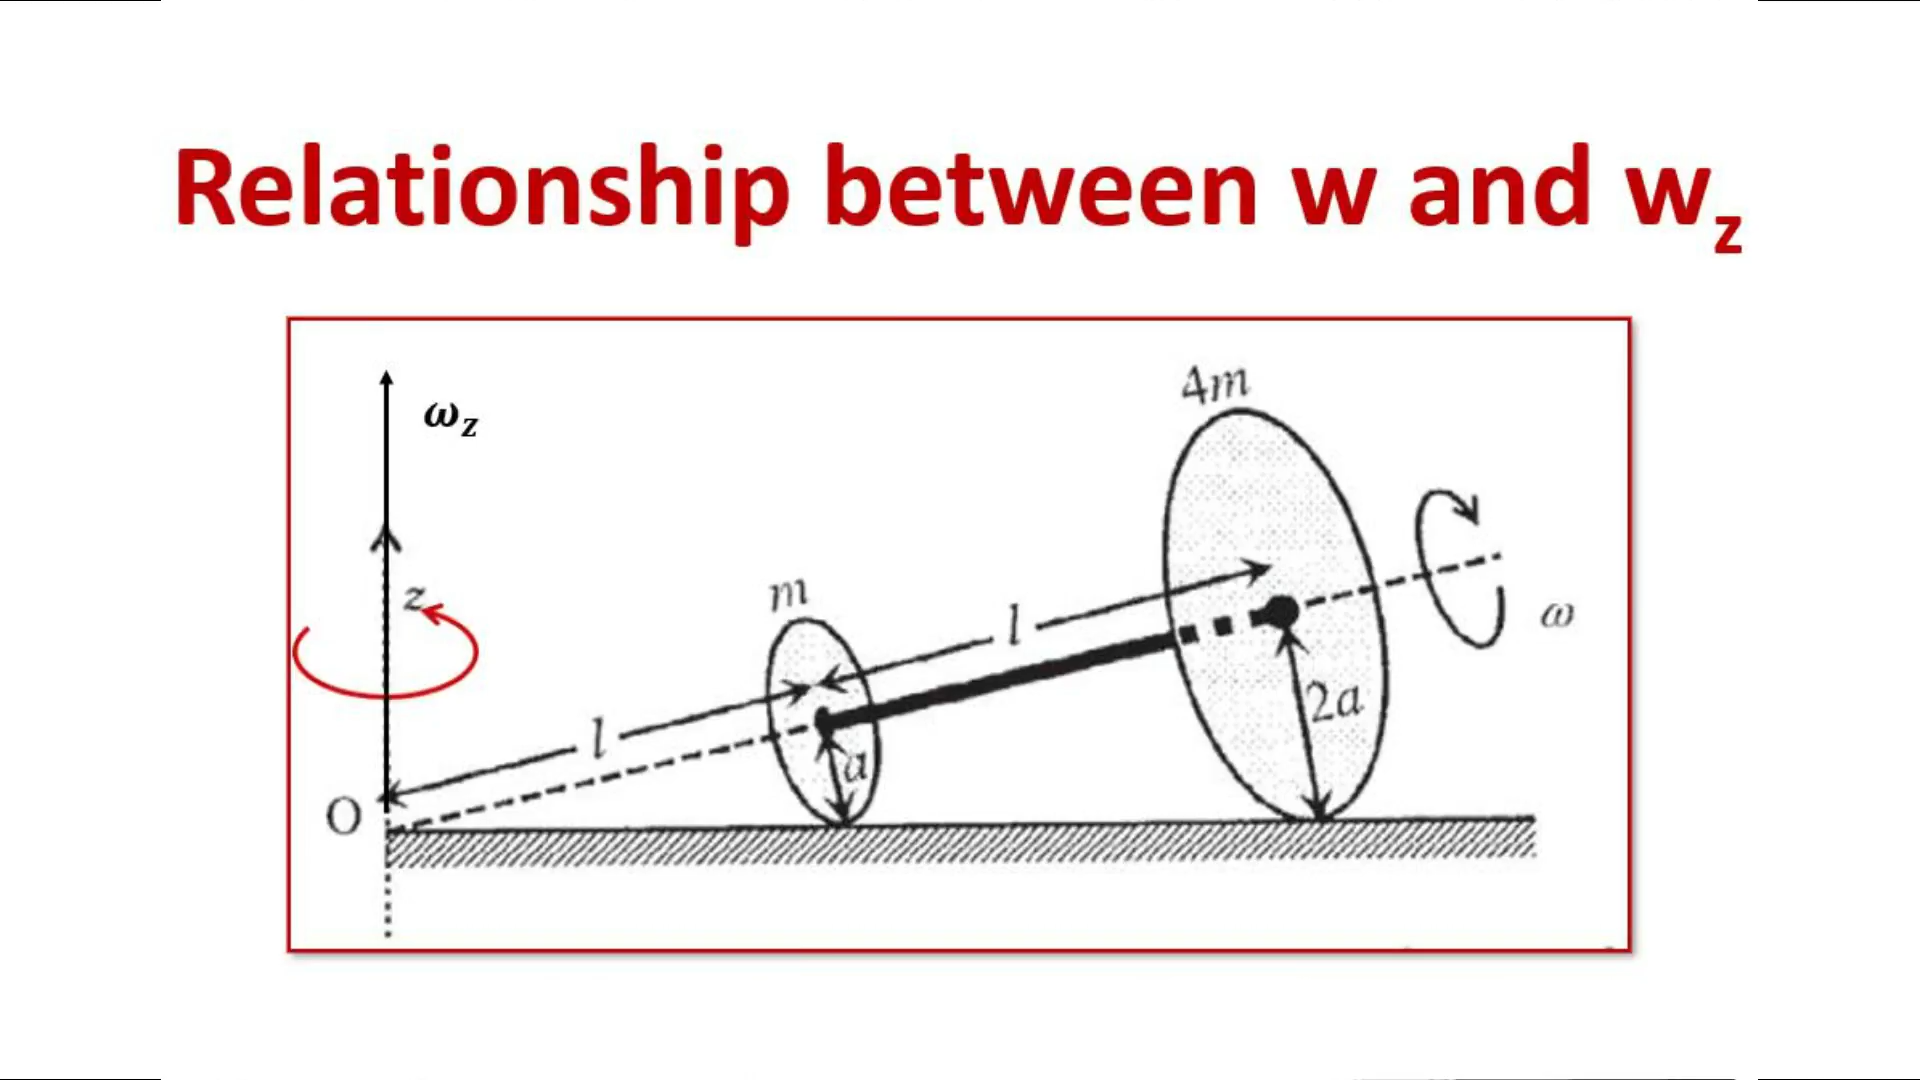 Relationship between w and w_z
4m
ω_z
z
m
l
ω
2a
l
a
O